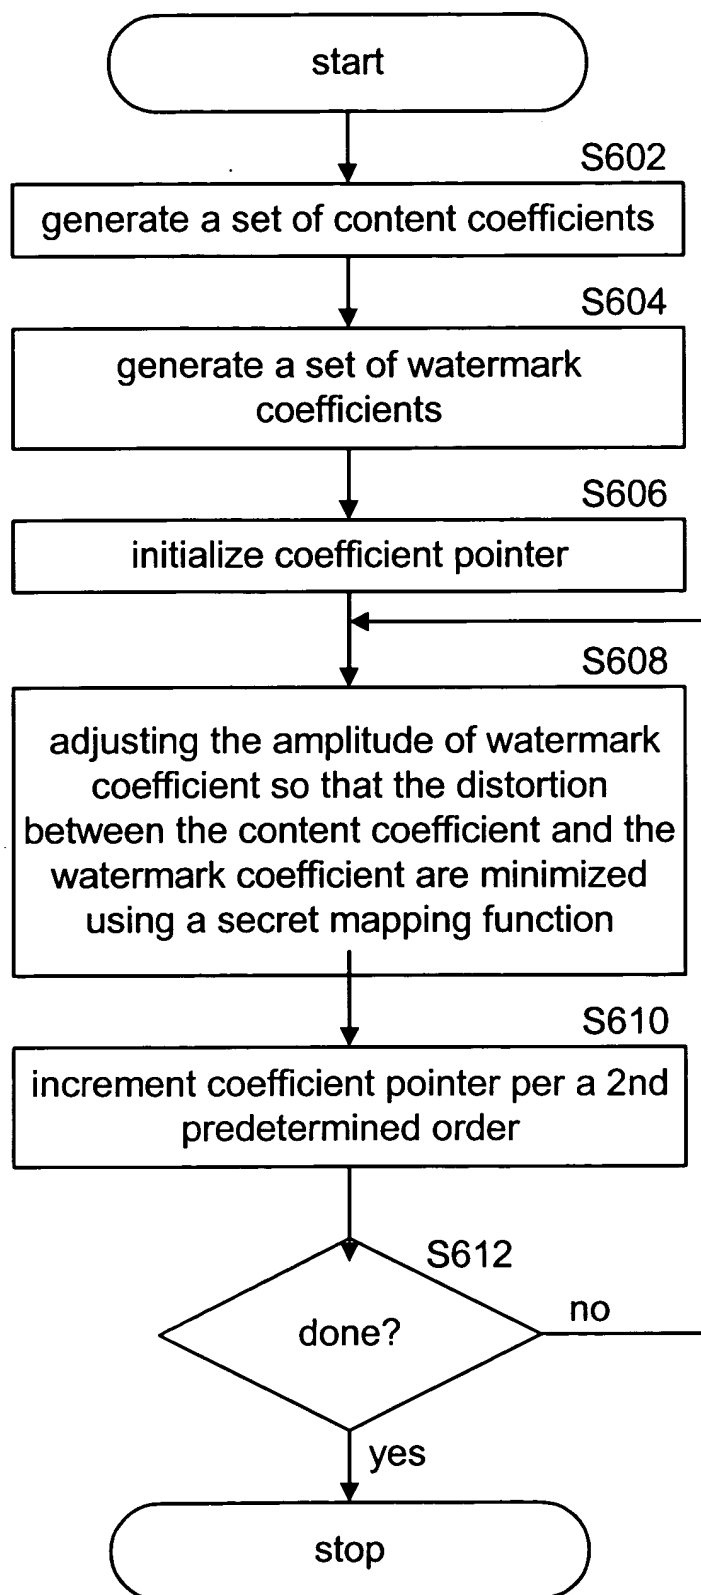 start
S602
generate a set of content coefficients
S604
generate a set of watermark
coefficients
S606
initialize coefficient pointer
S608
adjusting the amplitude of watermark
coefficient so that the distortion
between the content coefficient and the
watermark coefficient are minimized
using a secret mapping function
S610
increment coefficient pointer per a 2nd
predetermined order
S612
done?
no
yes
stop